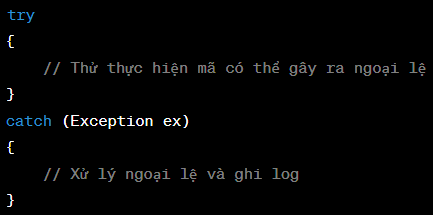 try
{
    // Thử thực hiện mã có thể gây ra ngoại lệ
}
catch (Exception ex)
{
    // Xử lý ngoại lệ và ghi log
}